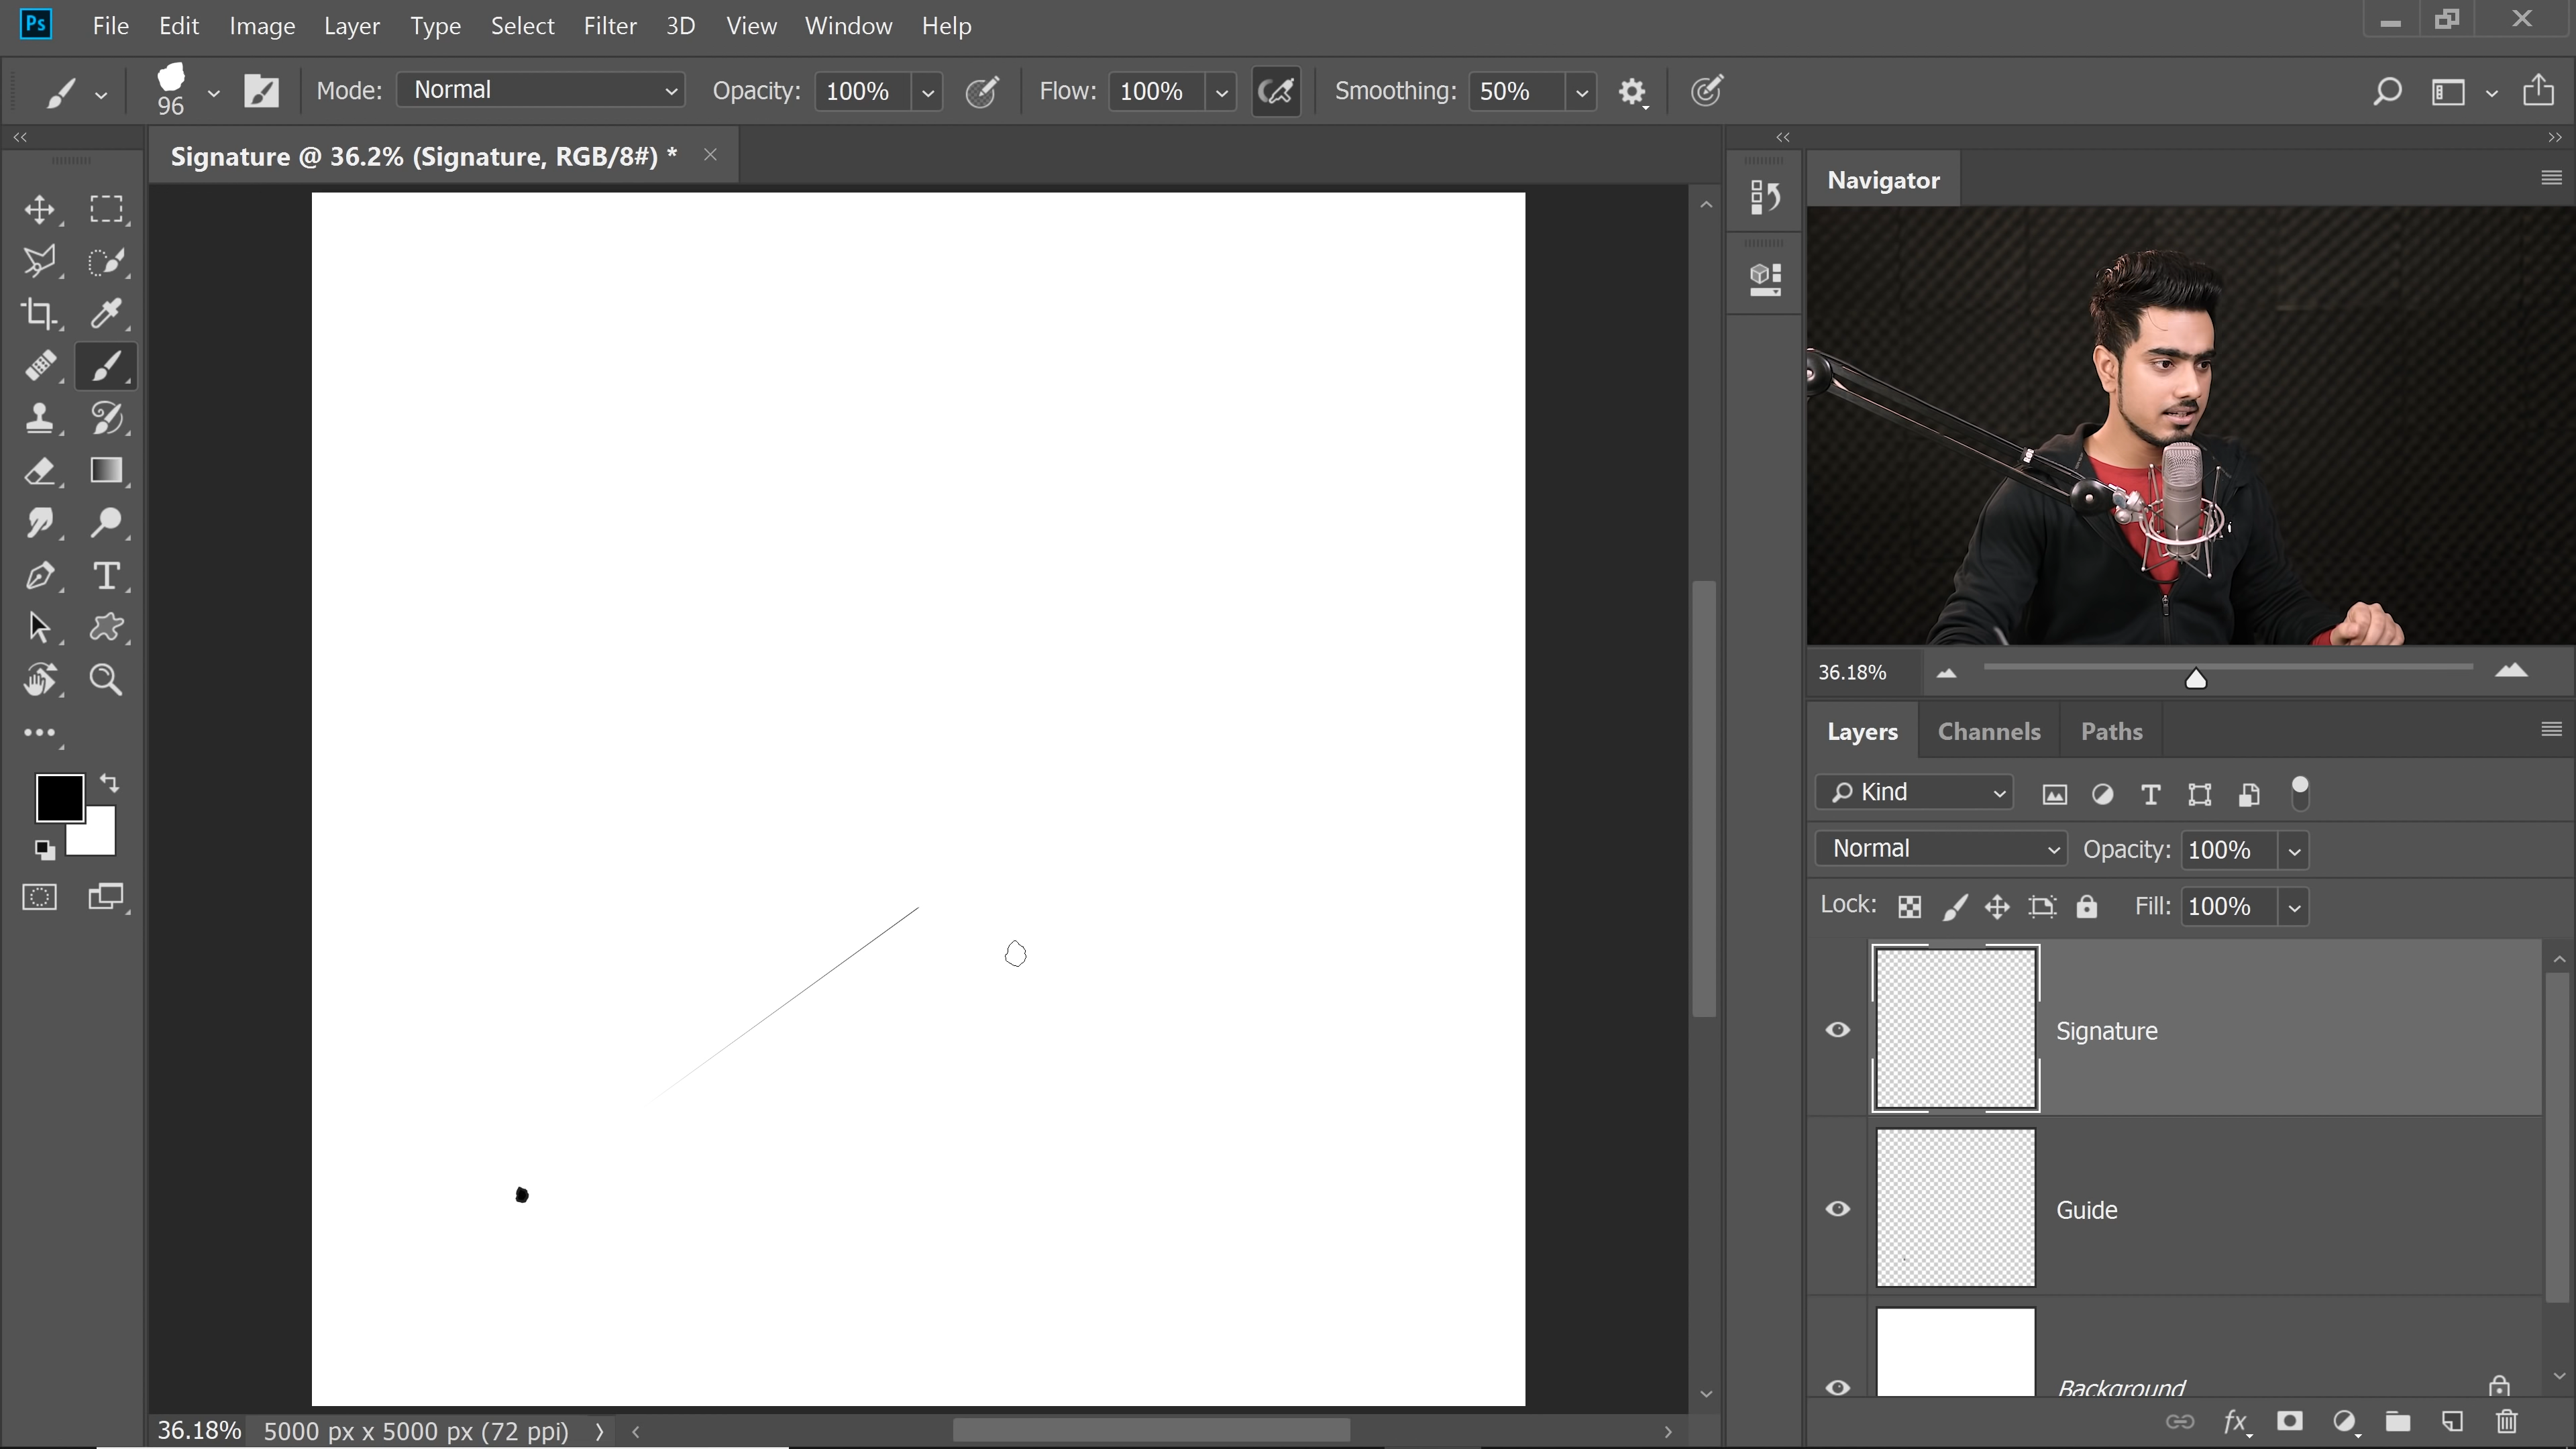 Ps File Edit Image Layer Type Select Filter 3D View Window Help
96 Mode: Normal Opacity: 100% Flow: 100% Smoothing: 50%
Signature @ 36.2% (Signature, RGB/8#) *
Navigator
36.18%
Layers Channels Paths
Kind
Normal Opacity: 100%
Lock: Fill: 100%
Signature
Guide
Background
fx
36.18% 5000 px x 5000 px (72 ppi)